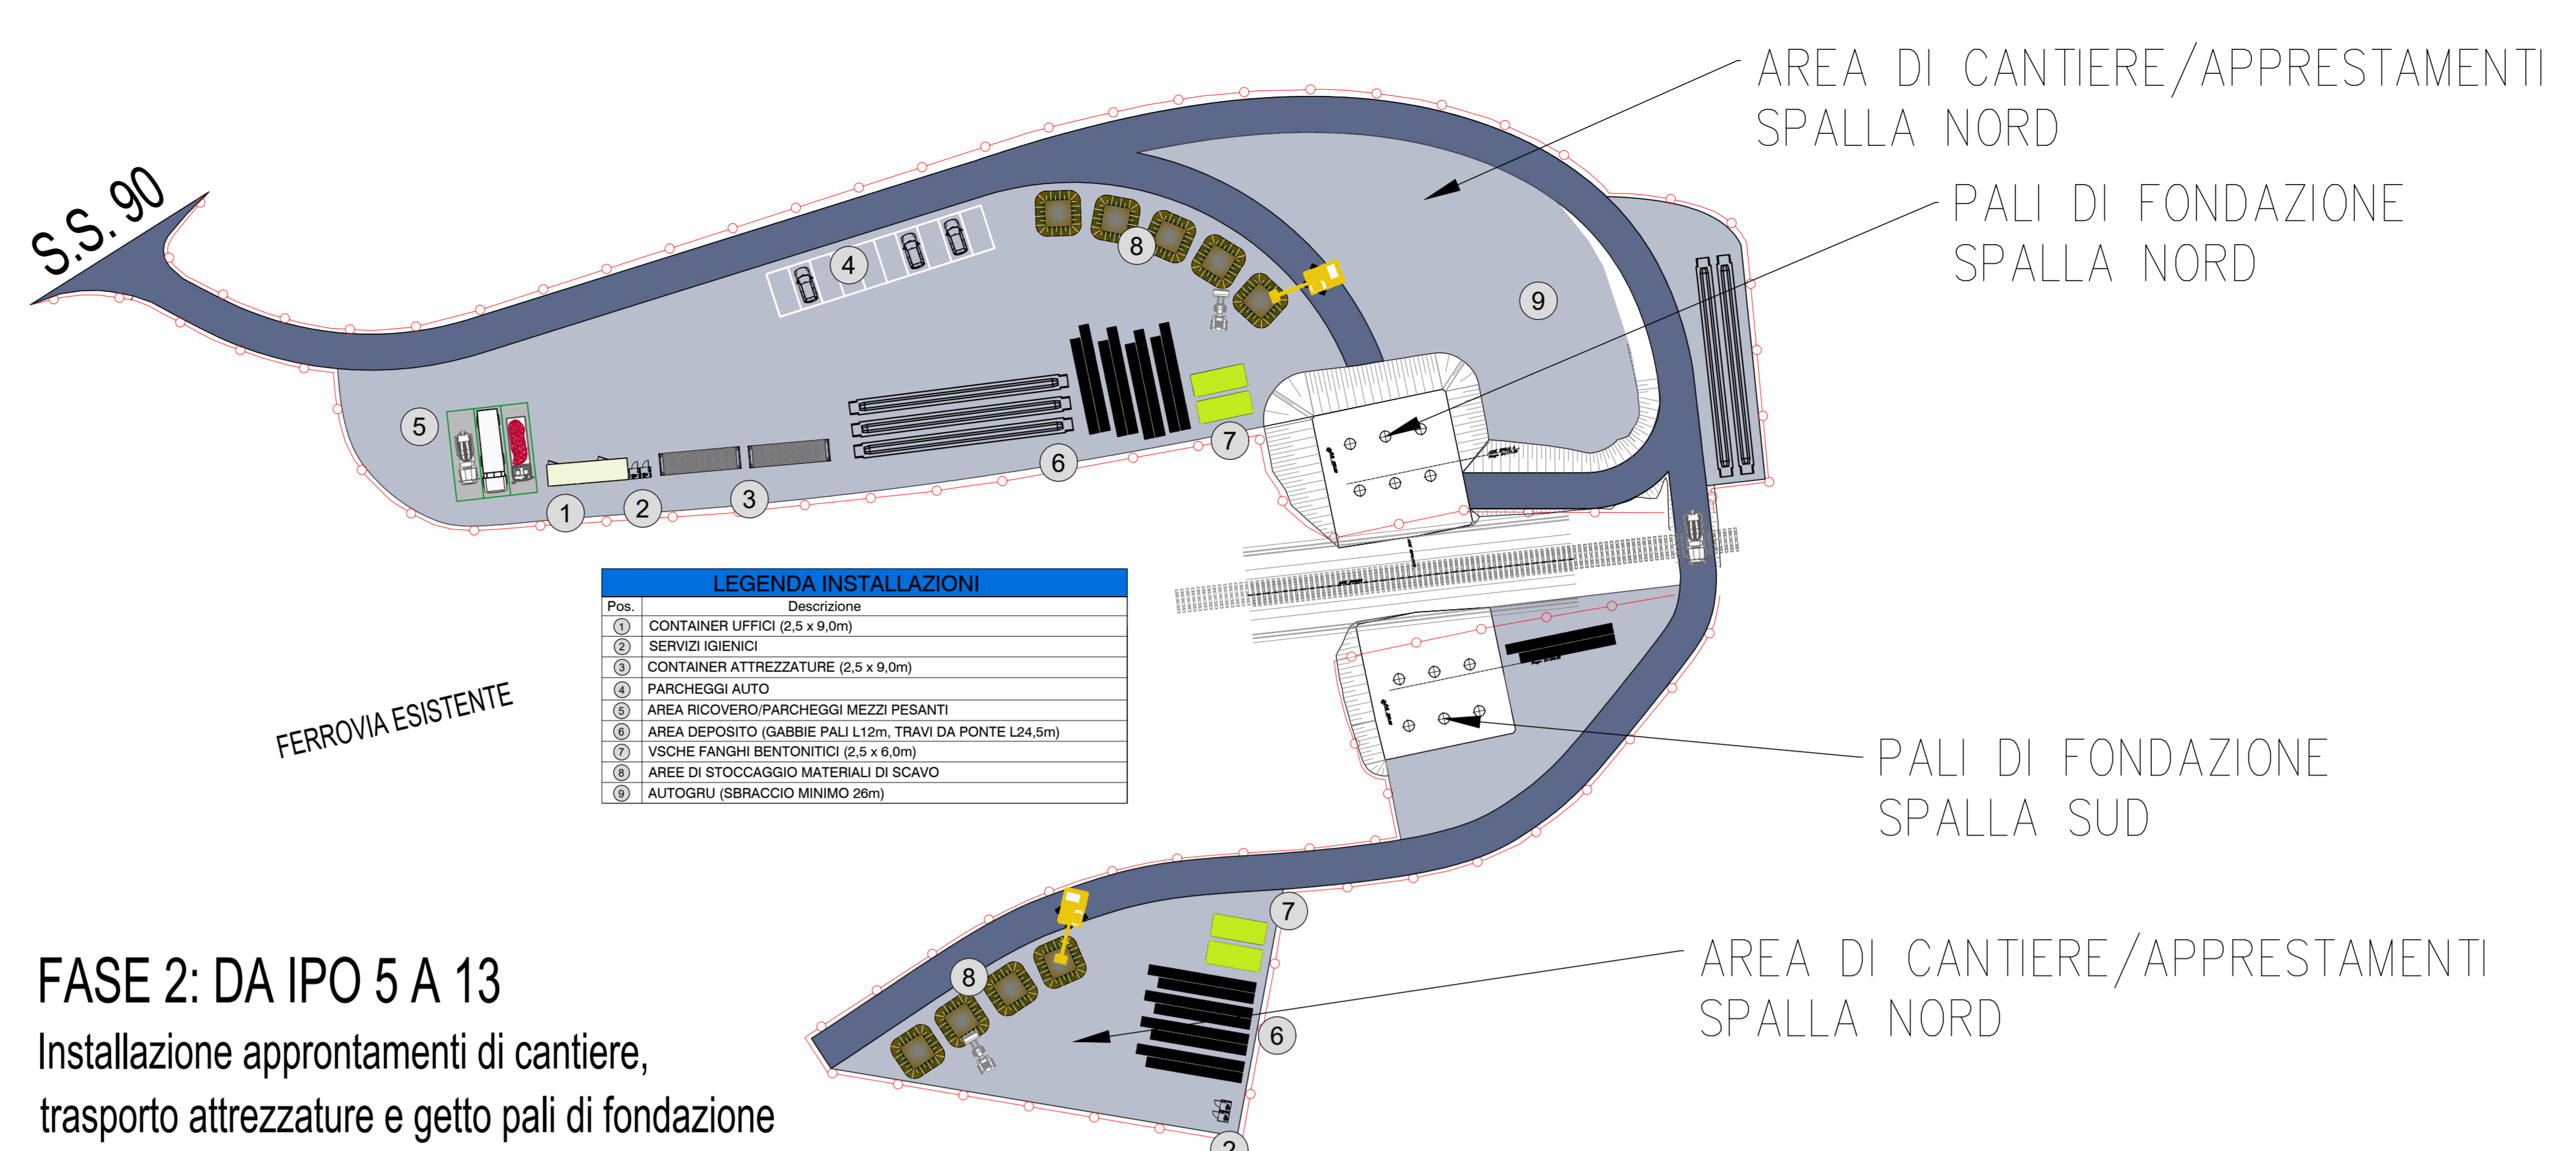 AREA DI CANTIERE/APPRESTAMENTI
SPALLA NORD
PALI DI FONDAZIONE
SPALLA NORD
S.S. 90
4
8
9
5
7
6
1
2
3
LEGENDA INSTALLAZIONI
Pos. Descrizione
1 CONTAINER UFFICI (2,5 x 9,0m)
2 SERVIZI IGIENICI
3 CONTAINER ATTREZZATURE (2,5 x 9,0m)
4 PARCHEGGI AUTO
5 AREA RICOVERO/PARCHEGGI MEZZI PESANTI
6 AREA DEPOSITO (GABBIE PALI L12m, TRAVI DA PONTE L24,5m)
7 VSCHE FANGHI BENTONITICI (2,5 x 6,0m)
8 AREE DI STOCCAGGIO MATERIALI DI SCAVO
9 AUTOGRU (SBRACCIO MINIMO 26m)
FERROVIA ESISTENTE
PALI DI FONDAZIONE
SPALLA SUD
7
8
6
2
AREA DI CANTIERE/APPRESTAMENTI
SPALLA NORD
FASE 2: DA IPO 5 A 13
Installazione approntamenti di cantiere,
trasporto attrezzature e getto pali di fondazione